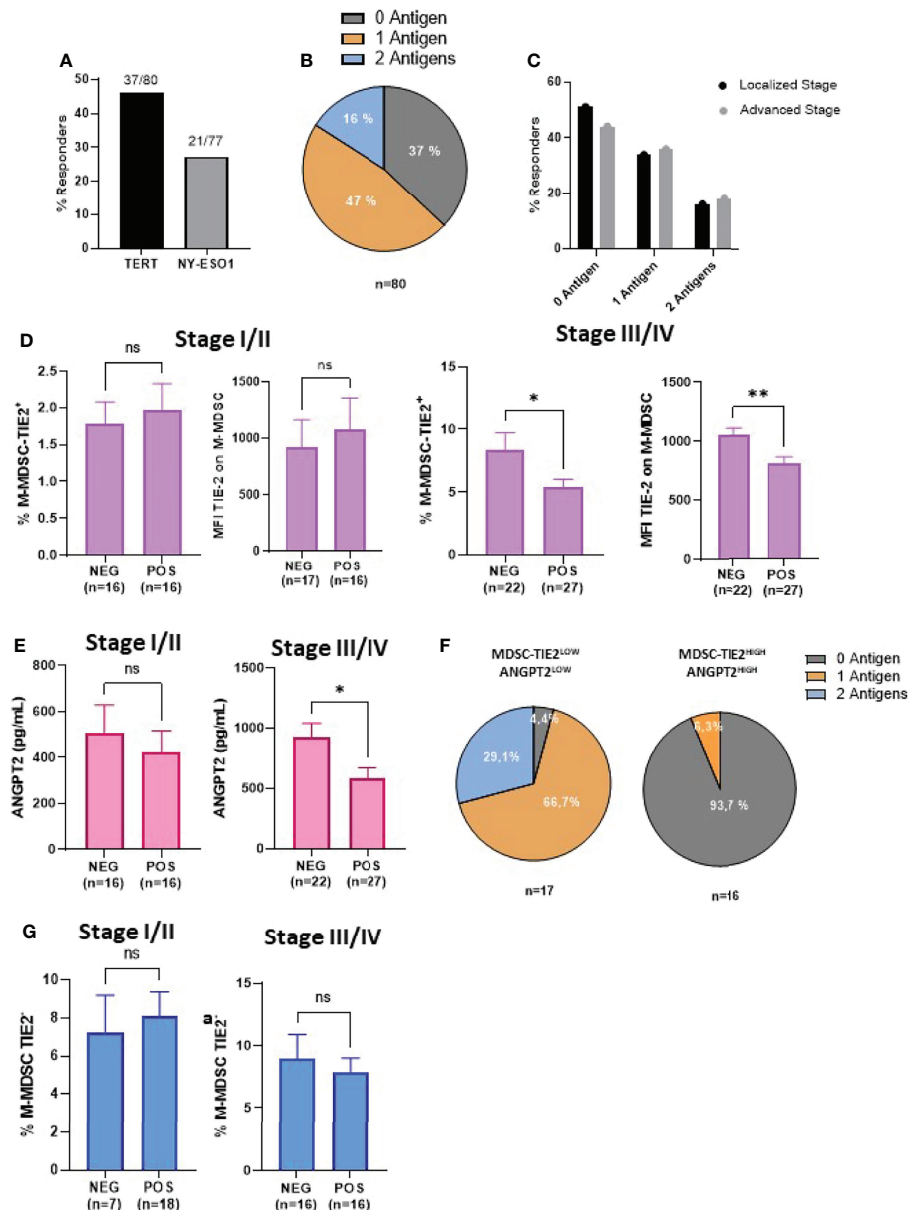 0 Antigen
1 Antigen
2 Antigens
A
37/80
21/77
% Responders
60
40
20
0
TERT
NY-ESO1
B
16 %
37 %
47 %
n=80
C
Localized Stage
Advanced Stage
% Responders
60
40
20
0
0 Antigen
1 Antigen
2 Antigens
D
Stage I/II
Stage III/IV
ns
% M-MDSC-TIE2+
2.5
2.0
1.5
1.0
0.5
0.0
NEG
(n=16)
POS
(n=16)
ns
MFI TIE-2 on M-MDSC
1500
1000
500
0
NEG
(n=17)
POS
(n=16)
*
% M-MDSC-TIE2+
15
10
5
0
NEG
(n=22)
POS
(n=27)
**
MFI TIE-2 on M-MDSC
1500
1000
500
0
NEG
(n=22)
POS
(n=27)
E
Stage I/II
ns
ANGPT2 (pg/mL)
800
600
400
200
0
NEG
(n=16)
POS
(n=16)
Stage III/IV
*
ANGPT2 (pg/mL)
1500
1000
500
0
NEG
(n=22)
POS
(n=27)
F
MDSC-TIE2LOW
ANGPT2LOW
4,4%
29,1%
66,7%
n=17
MDSC-TIE2HIGH
ANGPT2HIGH
6,3%
93,7 %
n=16
0 Antigen
1 Antigen
2 Antigens
G
Stage I/II
ns
% M-MDSC TIE2-
10
8
6
4
2
0
NEG
(n=7)
POS
(n=18)
Stage III/IV
a
ns
% M-MDSC TIE2-
15
10
5
0
NEG
(n=16)
POS
(n=16)